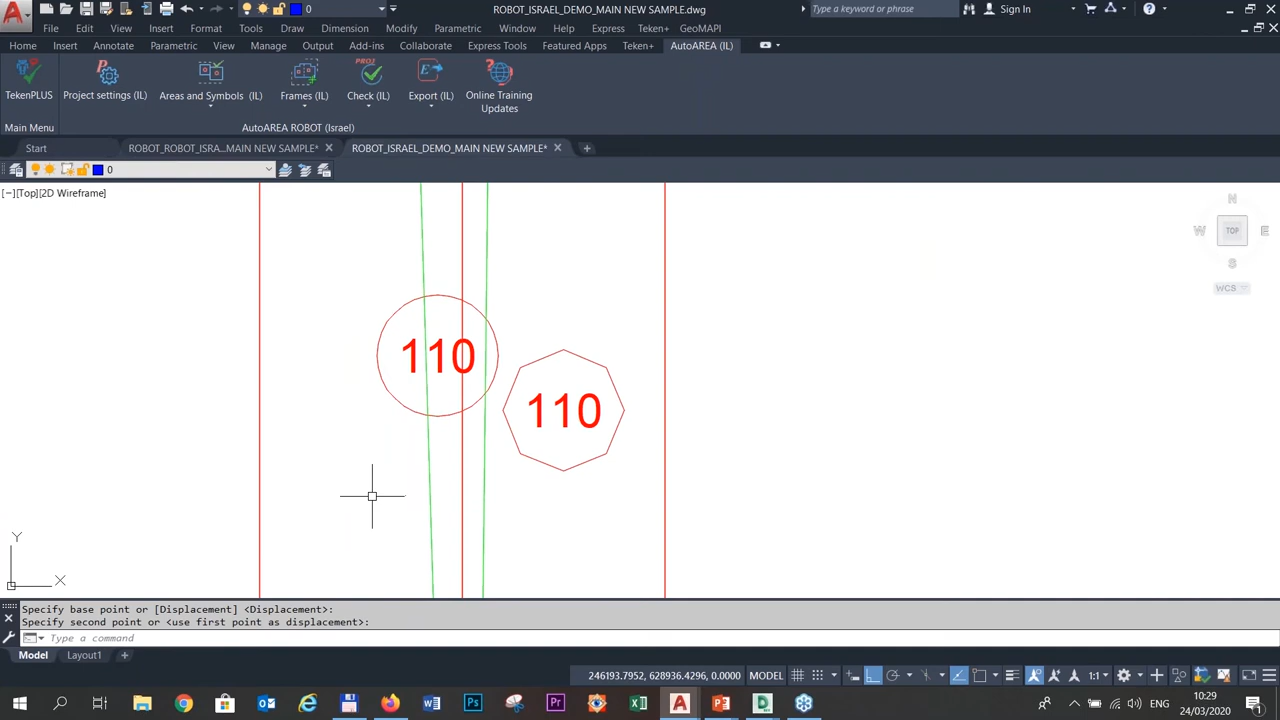 ROBOT_ISRAEL_DEMO_MAIN NEW SAMPLE.dwg
Type a keyword or phrase
Sign In
0
File Edit View Insert Format Tools Draw Dimension Modify Parametric Window Help Express Teken+ GeoMAPI
Home Insert Annotate Parametric View Manage Output Add-ins Collaborate Express Tools Featured Apps Teken+ AutoAREA (IL)
TekenPLUS
Project settings (IL)
Areas and Symbols (IL)
Frames (IL)
Check (IL)
Export (IL)
Online Training
Updates
Main Menu
AutoAREA ROBOT (Israel)
Start
ROBOT_ROBOT_ISRA...MAIN NEW SAMPLE*
ROBOT_ISRAEL_DEMO_MAIN NEW SAMPLE*
0
[−][Top][2D Wireframe]
N
W TOP E
S
WCS
110
110
Y
X
Specify base point or [Displacement] <Displacement>:
Specify second point or <use first point as displacement>:
Type a command
Model Layout1
246193.7952, 628936.4296, 0.0000 MODEL 1:1
ENG
10:29
24/03/2020